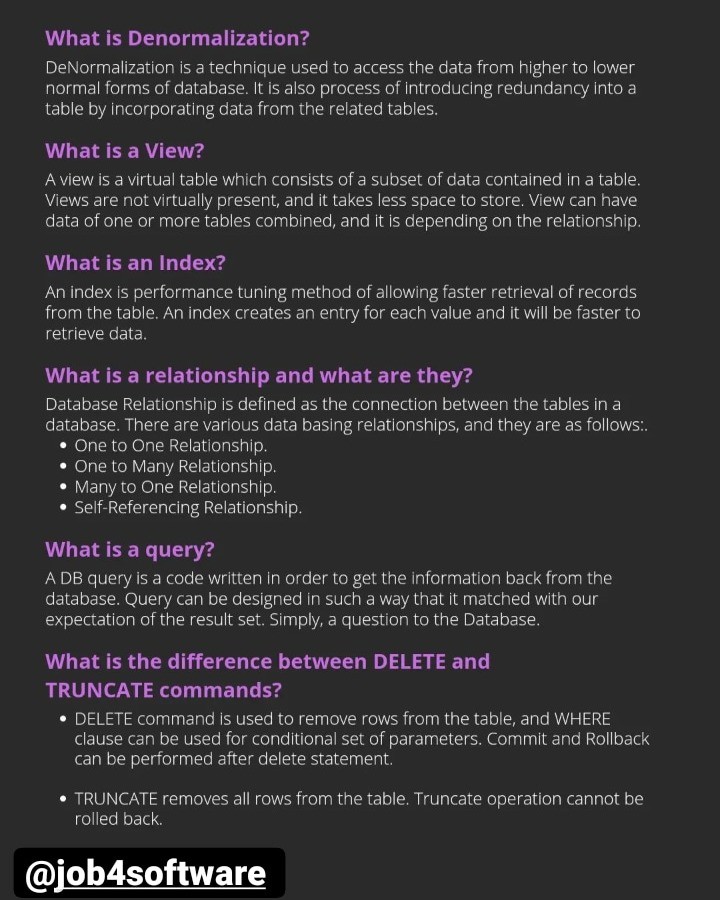 What is Denormalization?
DeNormalization is a technique used to access the data from higher to lower
normal forms of database. It is also process of introducing redundancy into a
table by incorporating data from the related tables.
What is a View?
A view is a virtual table which consists of a subset of data contained in a table.
Views are not virtually present, and it takes less space to store. View can have
data of one or more tables combined, and it is depending on the relationship.
What is an Index?
An index is performance tuning method of allowing faster retrieval of records
from the table. An index creates an entry for each value and it will be faster to
retrieve data.
What is a relationship and what are they?
Database Relationship is defined as the connection between the tables in a
database. There are various data basing relationships, and they are as follows:.
• One to One Relationship.
• One to Many Relationship.
• Many to One Relationship.
• Self-Referencing Relationship.
What is a query?
A DB query is a code written in order to get the information back from the
database. Query can be designed in such a way that it matched with our
expectation of the result set. Simply, a question to the Database.
What is the difference between DELETE and
TRUNCATE commands?
• DELETE command is used to remove rows from the table, and WHERE
clause can be used for conditional set of parameters. Commit and Rollback
can be performed after delete statement.
• TRUNCATE removes all rows from the table. Truncate operation cannot be
rolled back.
@job4software